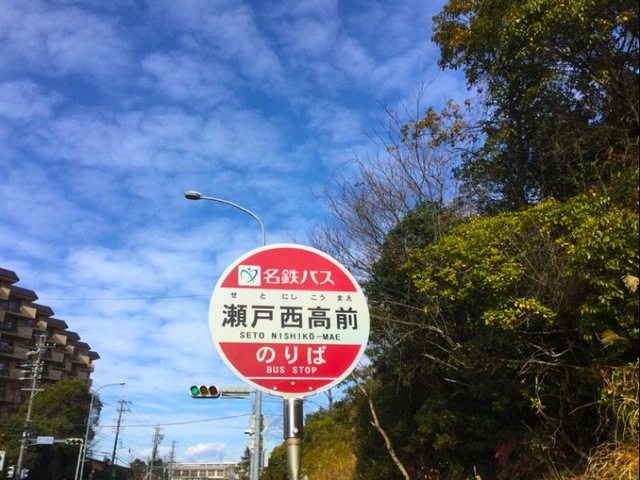 名鉄バス
せとにしこうまえ
瀬戸西高前
SETO NISHIKŌ-MAE
のりば
BUS STOP